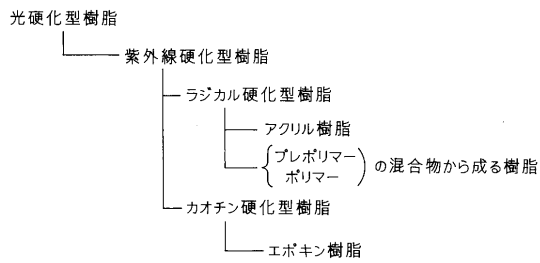 光硬化型樹脂
紫外線硬化型樹脂
ラジカル硬化型樹脂
アクリル樹脂
プレポリマー
ポリマー
の混合物から成る樹脂
カオチン硬化型樹脂
エポキン樹脂